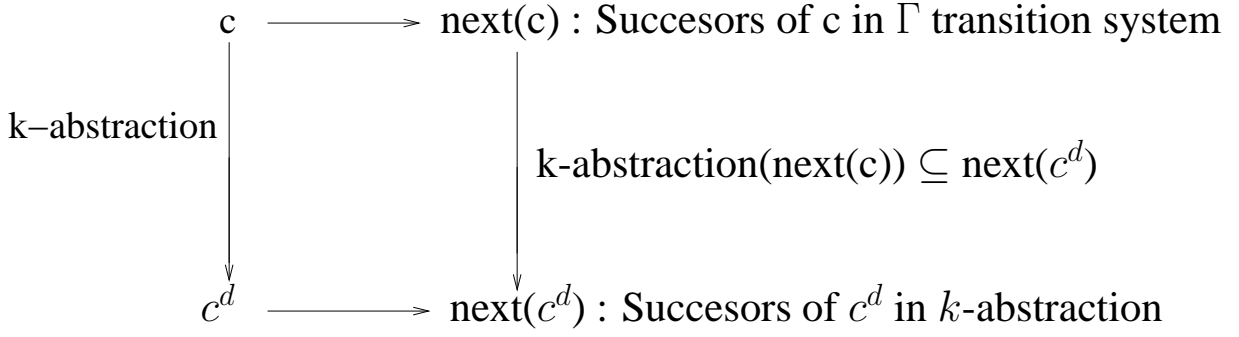 c next(c) : Succesors of c in Γ transition system
k–abstraction
k-abstraction(next(c)) ⊆ next(c^d)
c^d next(c^d) : Succesors of c^d in k-abstraction